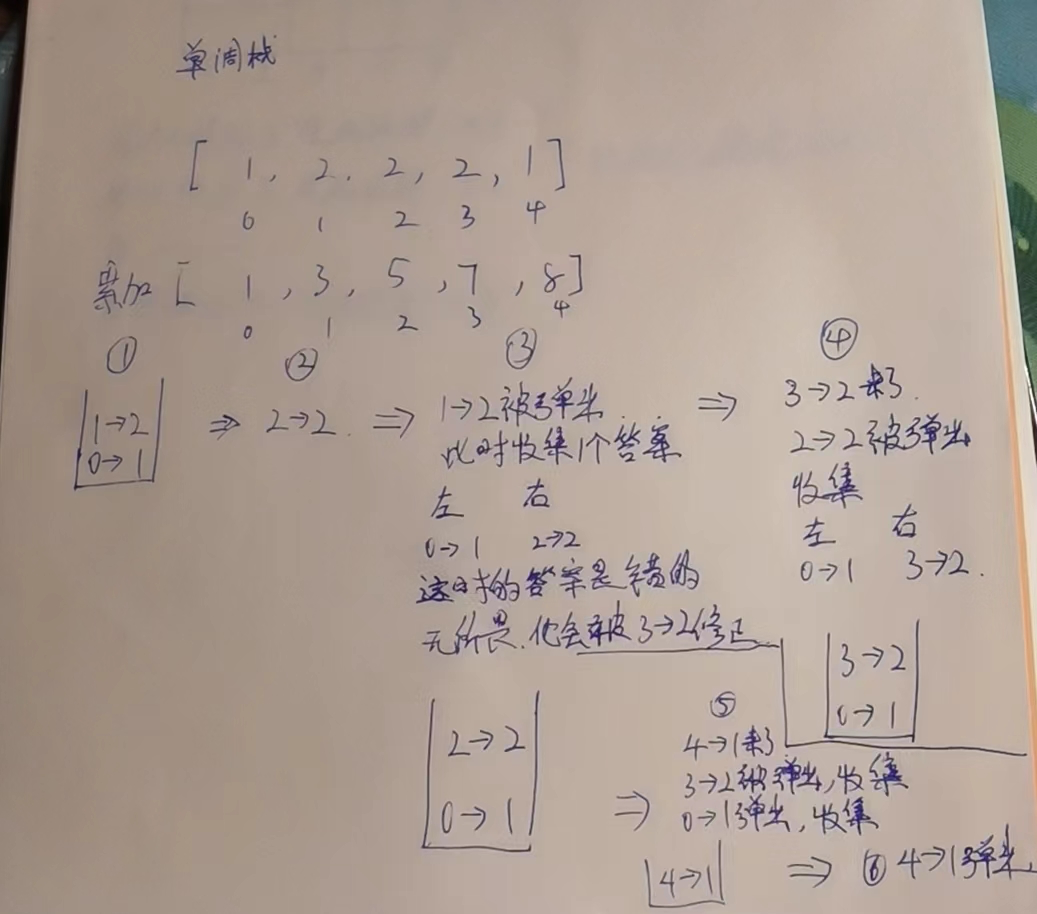 单调栈
[ 1, 2, 2, 2, 1 ]
0 1 2 3 4
累加 [ 1, 3, 5, 7, 8 ]
0 1 2 3 4
① ② ③ ④
1→2
0→1
⇒ 2→2. ⇒
1→2被弹出
此时收集1个答案
左 右
0→1 2→2
这时的答案是错的
无所畏.他会被3→2修正
⇒
3→2来了.
2→2被弹出
收集
左 右
0→1 3→2.
3→2
0→1
2→2
0→1
⇒
⑤
4→1来了
3→2被弹出,收集
0→1弹出,收集
4→1
⇒ ⑥ 4→1弹出.